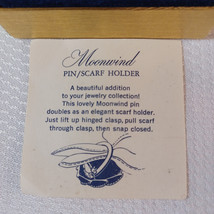 Moonwind
PIN/SCARF HOLDER
A beautiful addition
to your jewelry collection!
This lovely Moonwind pin
doubles as an elegant scarf holder.
Just lift up hinged clasp, pull scarf
through clasp, then snap closed.